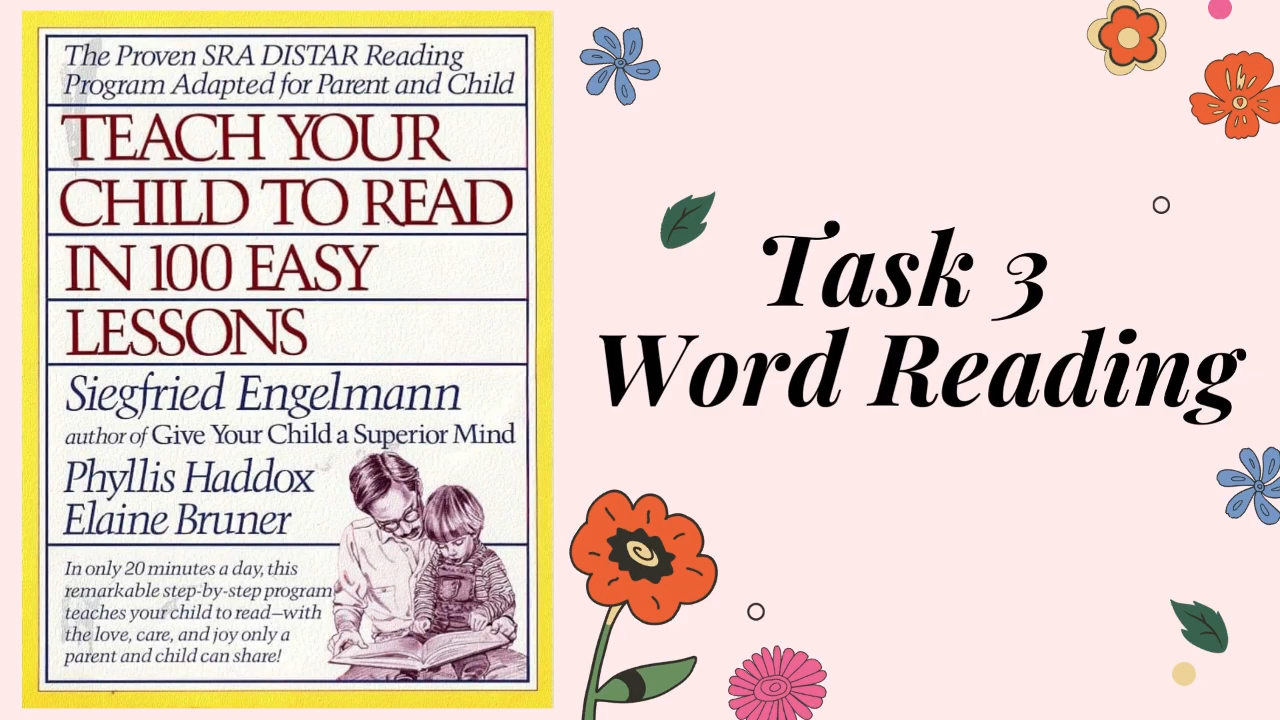 The Proven SRA DISTAR Reading
Program Adapted for Parent and Child
TEACH YOUR
CHILD TO READ
IN 100 EASY
LESSONS
Siegfried Engelmann
author of Give Your Child a Superior Mind
Phyllis Haddox
Elaine Bruner
In only 20 minutes a day, this
remarkable step-by-step program
teaches your child to read—with
the love, care, and joy only a
parent and child can share!
Task 3
Word Reading